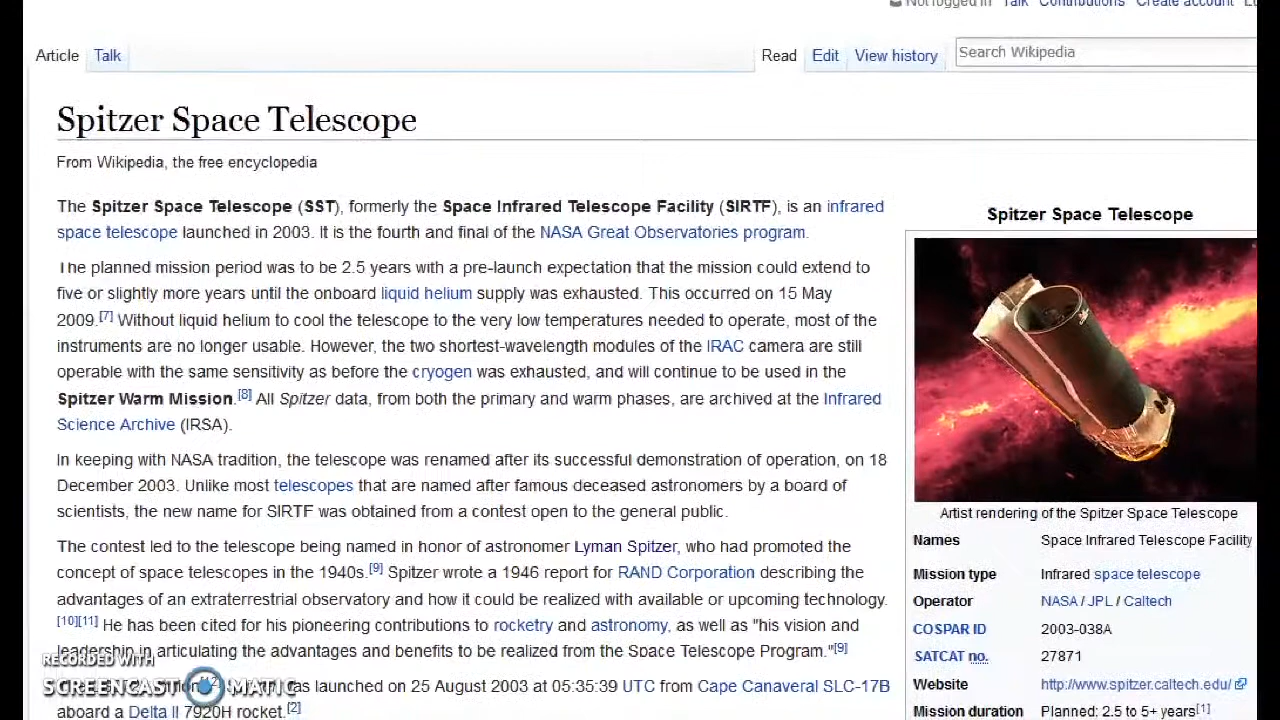 Not logged in Talk Contributions Create account
Article Talk Read Edit View history Search Wikipedia
Spitzer Space Telescope
From Wikipedia, the free encyclopedia
The Spitzer Space Telescope (SST), formerly the Space Infrared Telescope Facility (SIRTF), is an infrared
space telescope launched in 2003. It is the fourth and final of the NASA Great Observatories program.
The planned mission period was to be 2.5 years with a pre-launch expectation that the mission could extend to
five or slightly more years until the onboard liquid helium supply was exhausted. This occurred on 15 May
2009.[7] Without liquid helium to cool the telescope to the very low temperatures needed to operate, most of the
instruments are no longer usable. However, the two shortest-wavelength modules of the IRAC camera are still
operable with the same sensitivity as before the cryogen was exhausted, and will continue to be used in the
Spitzer Warm Mission.[8] All Spitzer data, from both the primary and warm phases, are archived at the Infrared
Science Archive (IRSA).
In keeping with NASA tradition, the telescope was renamed after its successful demonstration of operation, on 18
December 2003. Unlike most telescopes that are named after famous deceased astronomers by a board of
scientists, the new name for SIRTF was obtained from a contest open to the general public.
The contest led to the telescope being named in honor of astronomer Lyman Spitzer, who had promoted the
concept of space telescopes in the 1940s.[9] Spitzer wrote a 1946 report for RAND Corporation describing the
advantages of an extraterrestrial observatory and how it could be realized with available or upcoming technology.
[10][11] He has been cited for his pioneering contributions to rocketry and astronomy, as well as "his vision and
leadership in articulating the advantages and benefits to be realized from the Space Telescope Program."[9]
was launched on 25 August 2003 at 05:35:39 UTC from Cape Canaveral SLC-17B
aboard a Delta II 7920H rocket.[2]
Spitzer Space Telescope
Artist rendering of the Spitzer Space Telescope
Names Space Infrared Telescope Facility
Mission type Infrared space telescope
Operator NASA / JPL / Caltech
COSPAR ID 2003-038A
SATCAT no. 27871
Website http://www.spitzer.caltech.edu/
Mission duration Planned: 2.5 to 5+ years[1]
RECORDED WITH
SCREENCAST MATIC